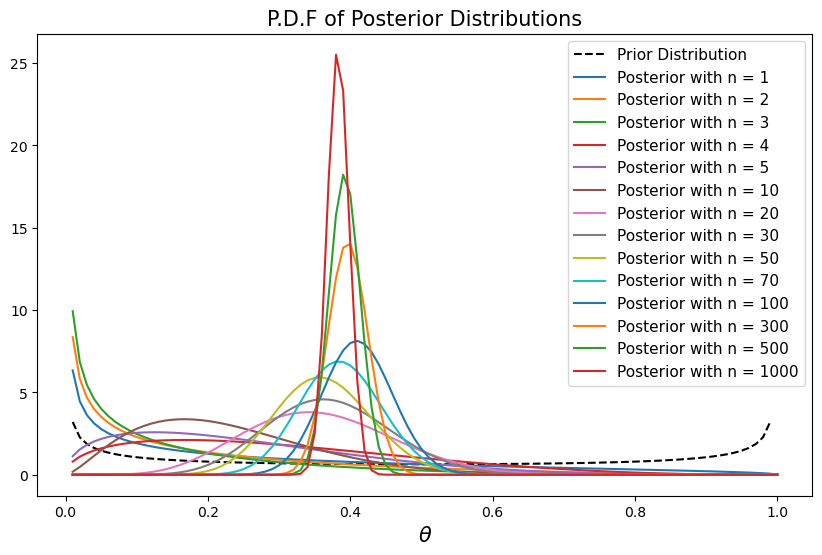 P.D.F of Posterior Distributions
25
20
15
10
5
0
0.0
0.2
0.4
0.6
0.8
1.0
θ
Prior Distribution
Posterior with n = 1
Posterior with n = 2
Posterior with n = 3
Posterior with n = 4
Posterior with n = 5
Posterior with n = 10
Posterior with n = 20
Posterior with n = 30
Posterior with n = 50
Posterior with n = 70
Posterior with n = 100
Posterior with n = 300
Posterior with n = 500
Posterior with n = 1000